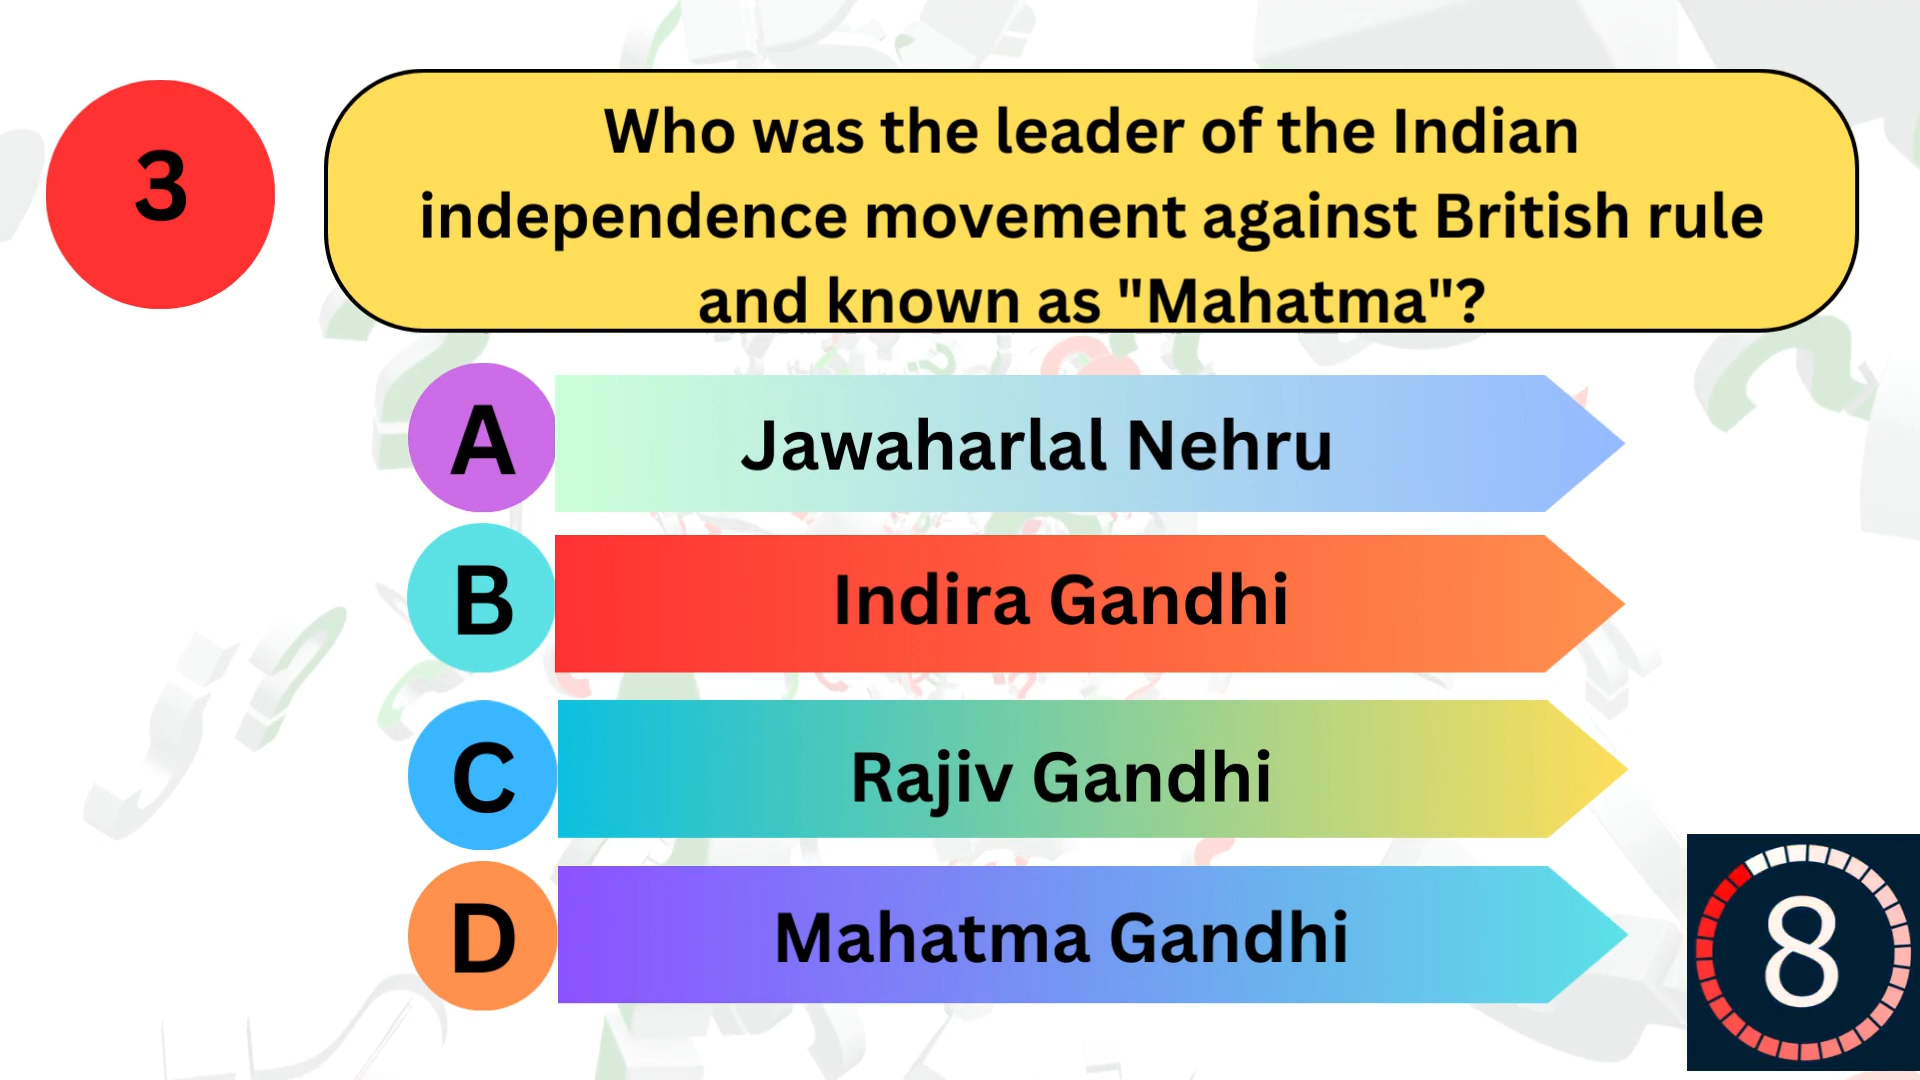 3
Who was the leader of the Indian
independence movement against British rule
and known as "Mahatma"?
A
Jawaharlal Nehru
B
Indira Gandhi
C
Rajiv Gandhi
D
Mahatma Gandhi
8